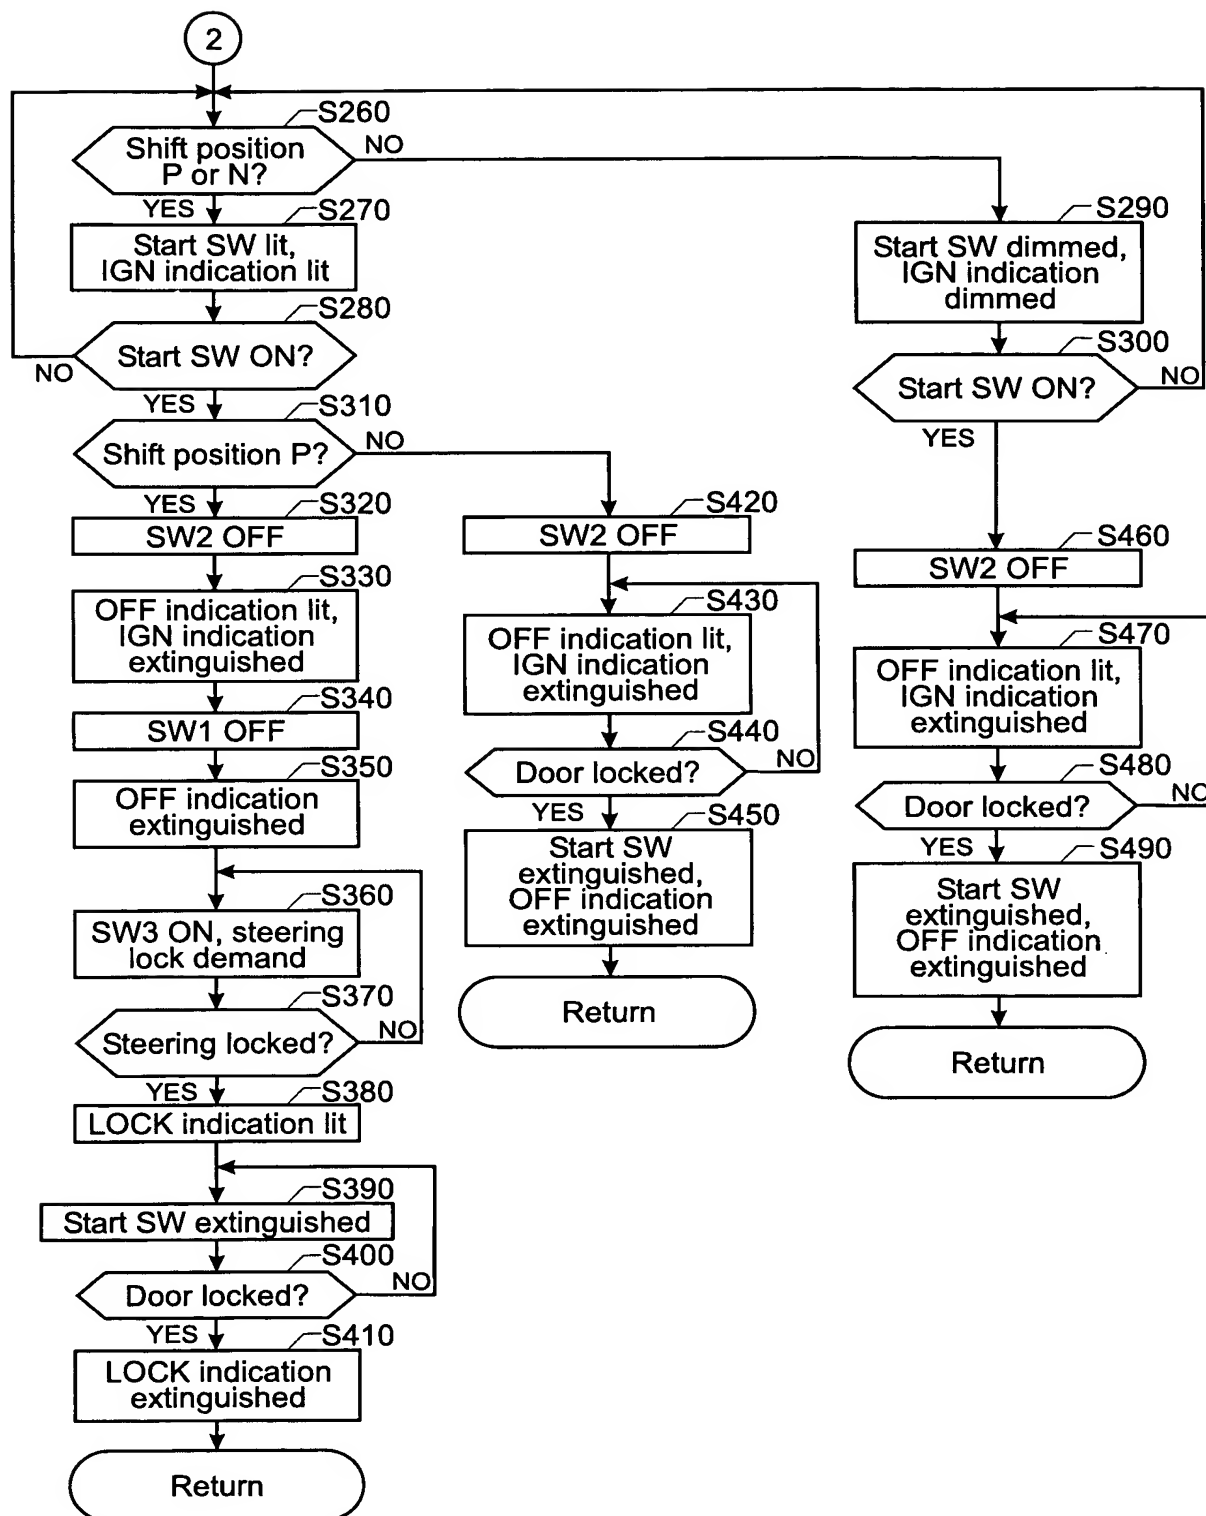 2
S260
Shift position
P or N?
NO
YES
S270
Start SW lit,
IGN indication lit
S280
Start SW ON?
NO
YES
S290
Start SW dimmed,
IGN indication
dimmed
S300
Start SW ON?
NO
YES
S310
Shift position P?
NO
YES
S320
SW2 OFF
S330
OFF indication lit,
IGN indication
extinguished
S340
SW1 OFF
S350
OFF indication
extinguished
S360
SW3 ON, steering
lock demand
S370
Steering locked?
NO
YES
S380
LOCK indication lit
S390
Start SW extinguished
S400
Door locked?
NO
YES
S410
LOCK indication
extinguished
Return
S420
SW2 OFF
S430
OFF indication lit,
IGN indication
extinguished
S440
Door locked?
NO
YES
S450
Start SW
extinguished,
OFF indication
extinguished
Return
S460
SW2 OFF
S470
OFF indication lit,
IGN indication
extinguished
S480
Door locked?
NO
YES
S490
Start SW
extinguished,
OFF indication
extinguished
Return